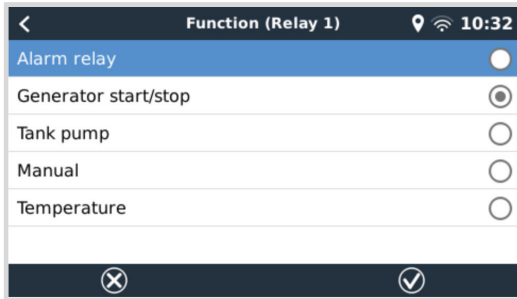 Function (Relay 1) 10:32
Alarm relay
Generator start/stop
Tank pump
Manual
Temperature